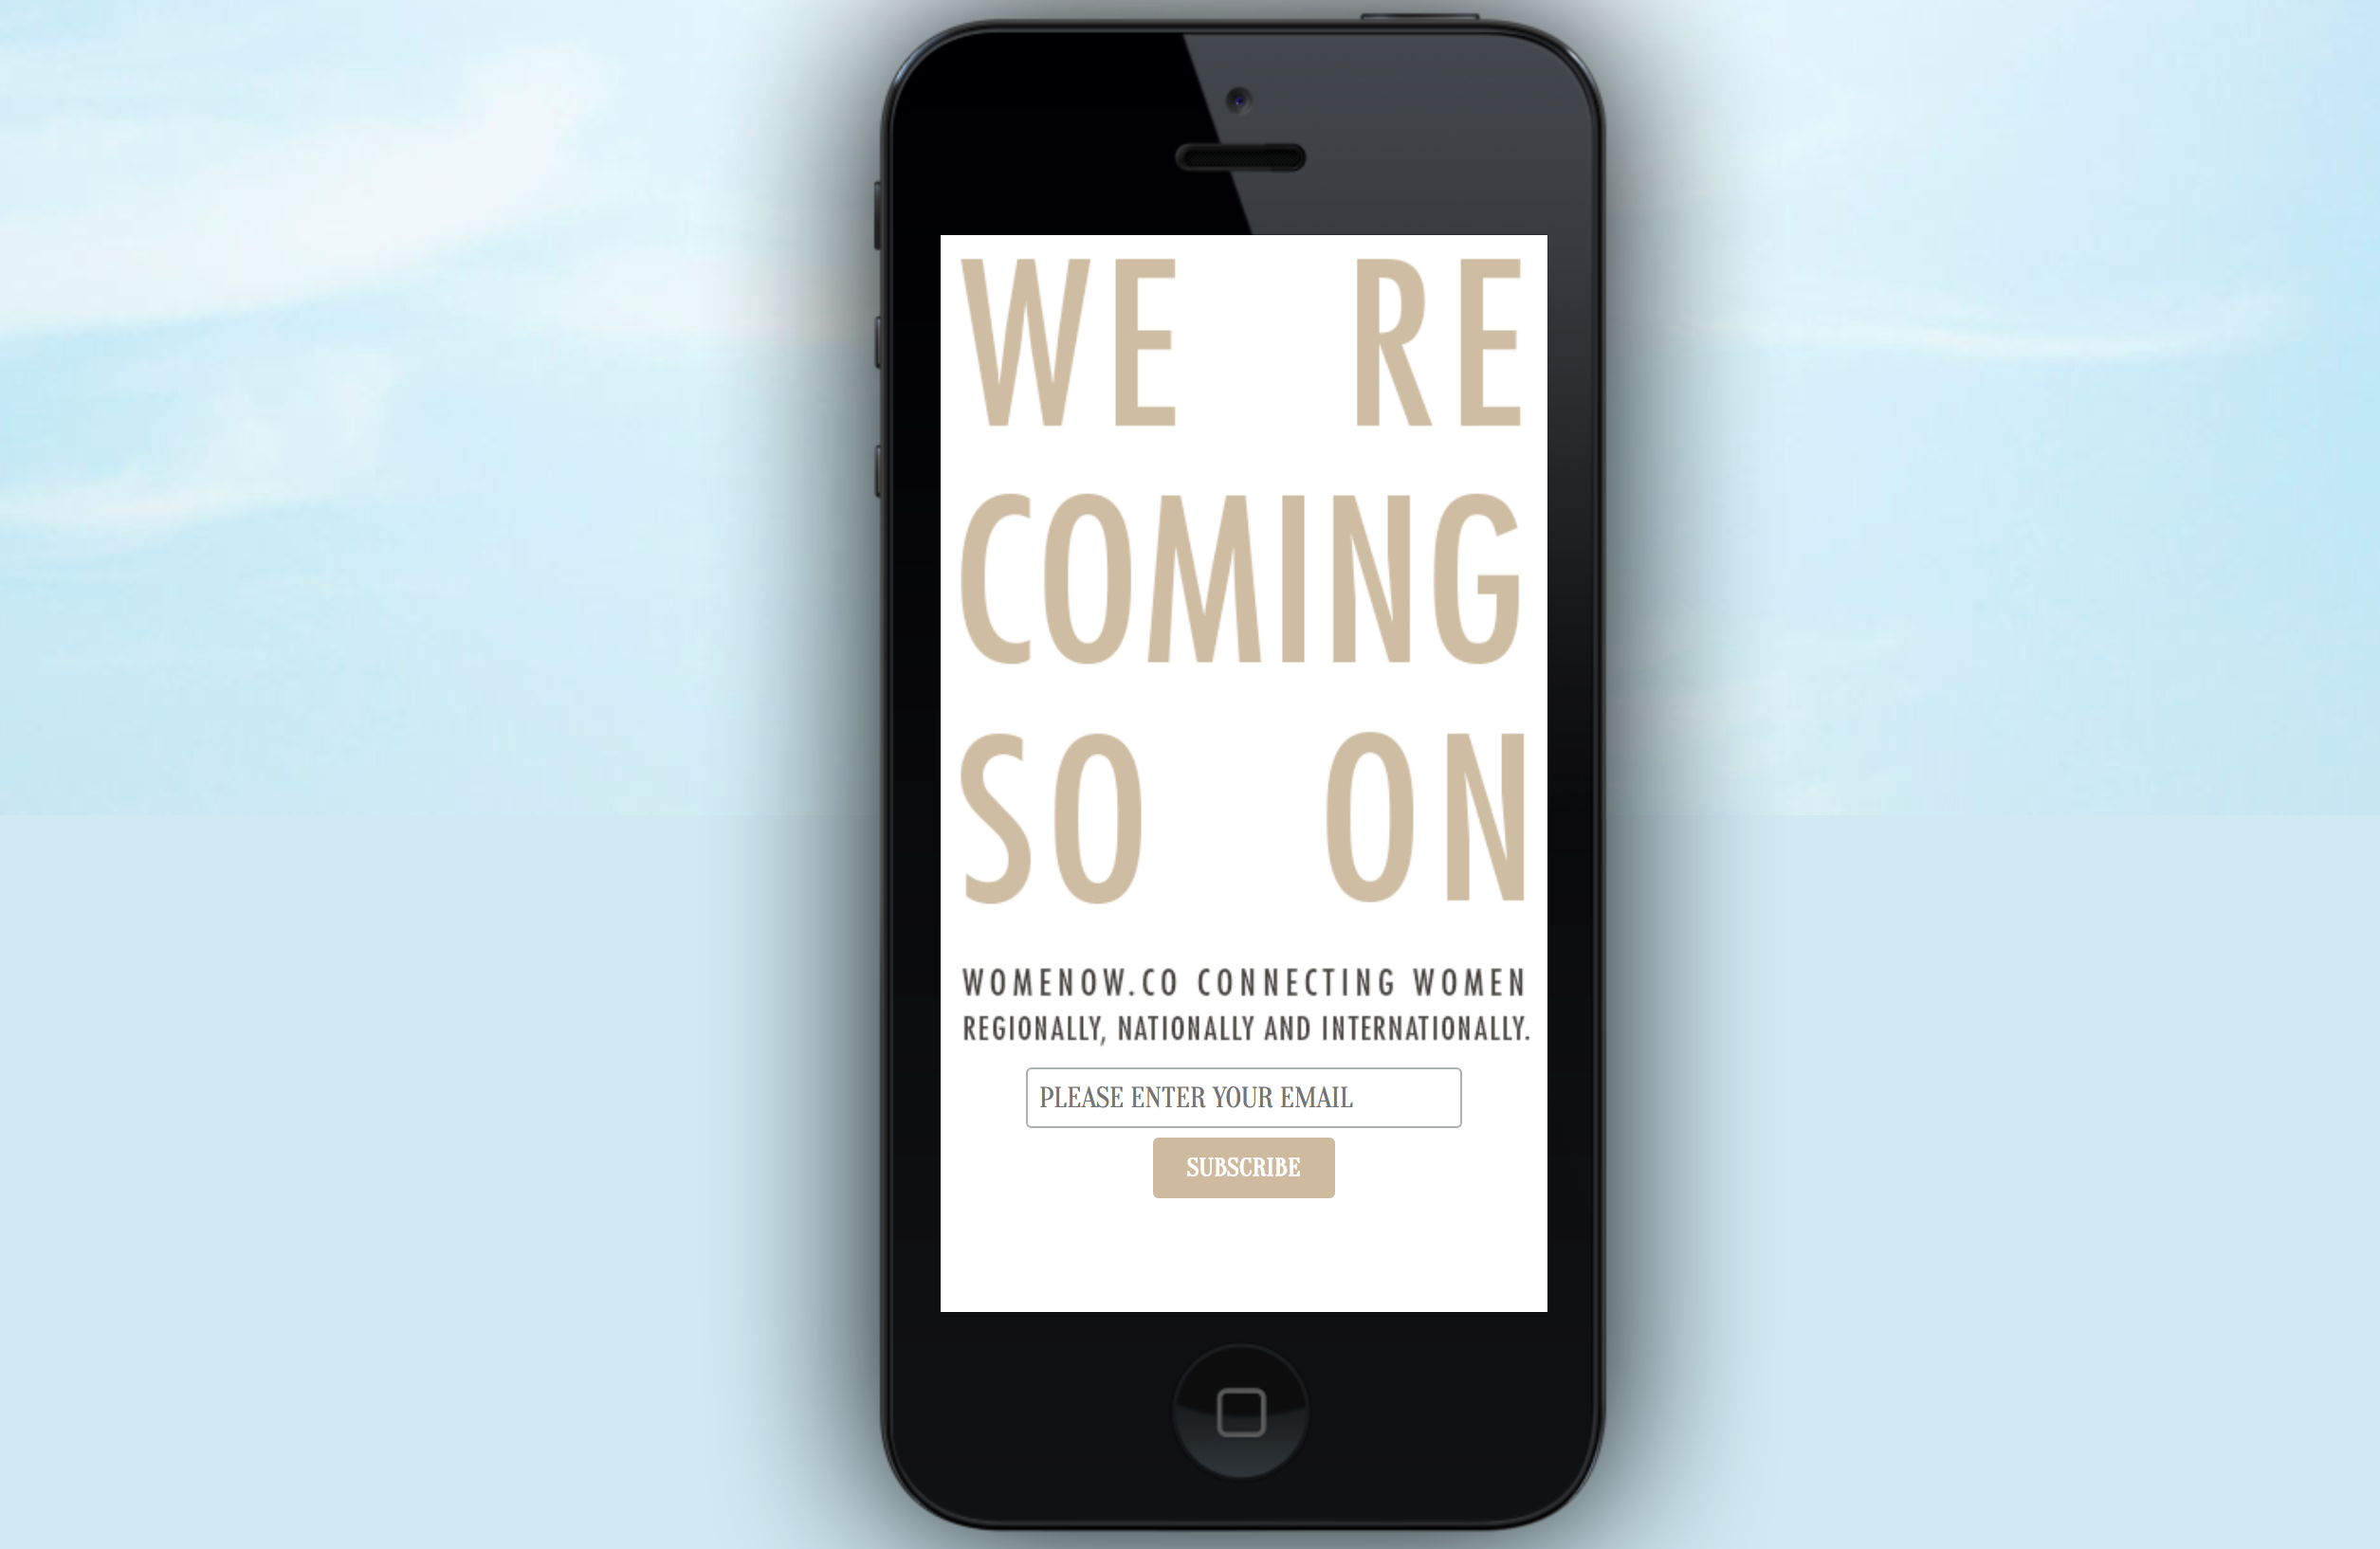 WE RE
COMING
SO ON
WOMENOW.CO CONNECTING WOMEN
REGIONALLY, NATIONALLY AND INTERNATIONALLY.
PLEASE ENTER YOUR EMAIL
SUBSCRIBE